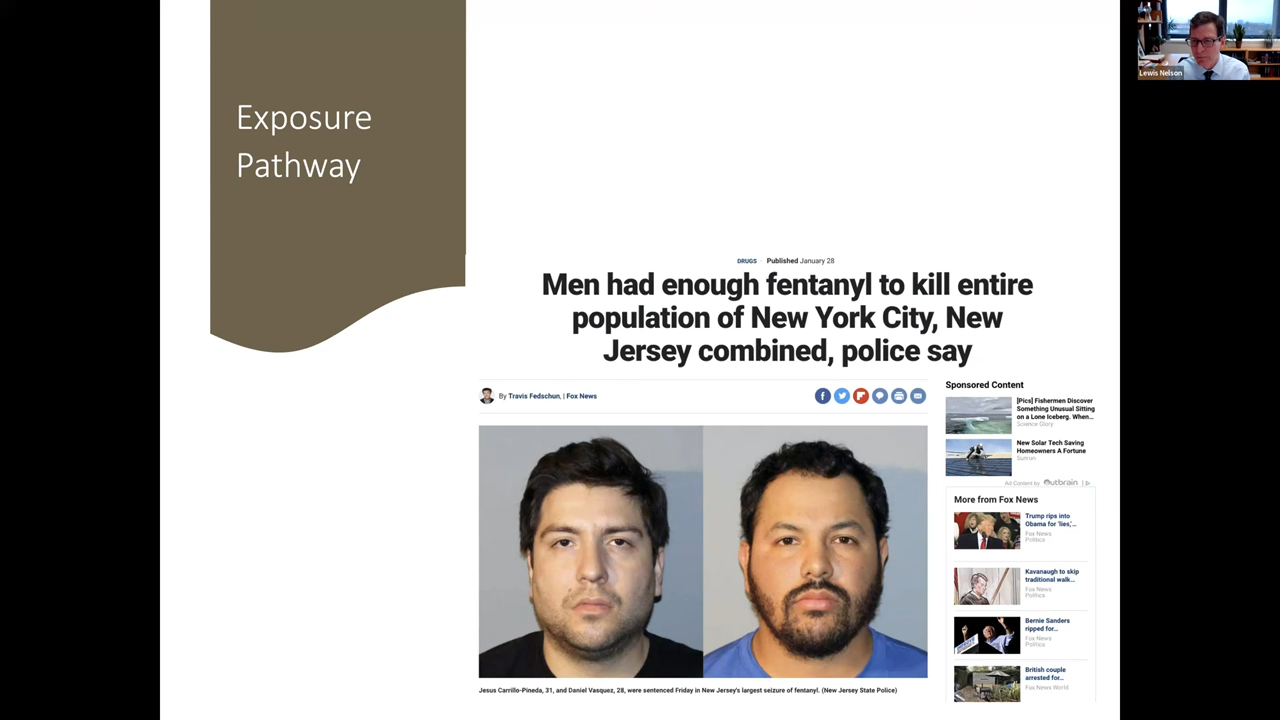 Exposure
Pathway
Lewis Nelson
DRUGS · Published January 28
Men had enough fentanyl to kill entire
population of New York City, New
Jersey combined, police say
By Travis Fedschun, | Fox News
Sponsored Content
[Pics] Fishermen Discover
Something Unusual Sitting
on a Lone Iceberg. When...
Science Glory
New Solar Tech Saving
Homeowners A Fortune
Sunrun
Ad Content by Outbrain
More from Fox News
Trump rips into
Obama for 'lies,'...
Fox News
Politics
Kavanaugh to skip
traditional walk...
Fox News
Politics
Bernie Sanders
ripped for...
Fox News
Politics
British couple
arrested for...
Fox News World
Jesus Carrillo-Pineda, 31, and Daniel Vasquez, 28, were sentenced Friday in New Jersey's largest seizure of fentanyl. (New Jersey State Police)